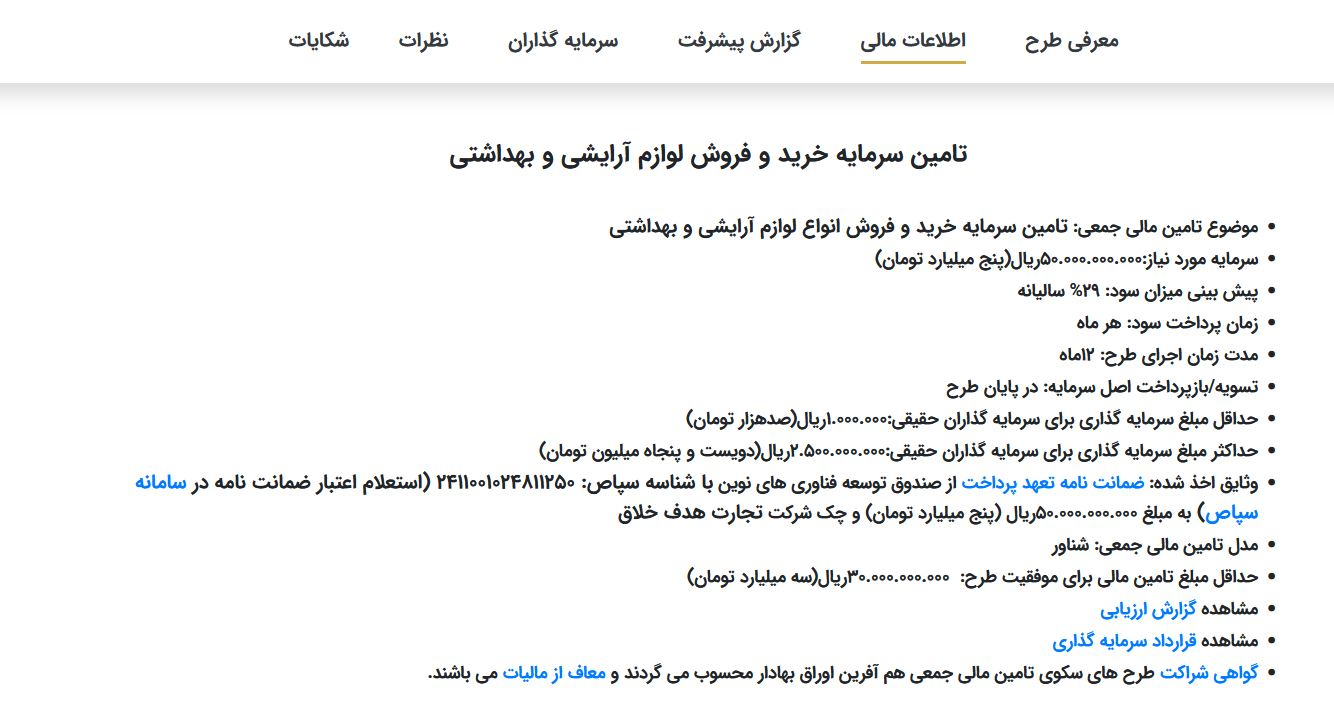 معرفی طرح
اطلاعات مالی
گزارش پیشرفت
سرمایه گذاران
نظرات
شکایات
تامین سرمایه خرید و فروش لوازم آرایشی و بهداشتی
• موضوع تامین مالی جمعی: تامین سرمایه خرید و فروش انواع لوازم آرایشی و بهداشتی
• سرمایه مورد نیاز:۵۰.۰۰۰.۰۰۰.۰۰۰ریال(پنج میلیارد تومان)
• پیش بینی میزان سود: ۲۹% سالیانه
• زمان پرداخت سود: هر ماه
• مدت زمان اجرای طرح: ۱۲ماه
• تسویه/بازپرداخت اصل سرمایه: در پایان طرح
• حداقل مبلغ سرمایه گذاری برای سرمایه گذاران حقیقی:۱.۰۰۰.۰۰۰ریال(صدهزار تومان)
• حداکثر مبلغ سرمایه گذاری برای سرمایه گذاران حقیقی:۲.۵۰۰.۰۰۰.۰۰۰ریال(دویست و پنجاه میلیون تومان)
• وثایق اخذ شده: ضمانت نامه تعهد پرداخت از صندوق توسعه فناوری های نوین با شناسه سپاص: ۲۴۱۱۰۰۱۰۲۴۸۱۱۲۵۰ (استعلام اعتبار ضمانت نامه در سامانه
سپاص) به مبلغ ۵۰.۰۰۰.۰۰۰.۰۰۰ریال (پنج میلیارد تومان) و چک شرکت تجارت هدف خلاق
• مدل تامین مالی جمعی: شناور
• حداقل مبلغ تامین مالی برای موفقیت طرح: ۳۰.۰۰۰.۰۰۰.۰۰۰ریال(سه میلیارد تومان)
• مشاهده گزارش ارزیابی
• مشاهده قرارداد سرمایه گذاری
• گواهی شراکت طرح های سکوی تامین مالی جمعی هم آفرین اوراق بهادار محسوب می گردند و معاف از مالیات می باشند.